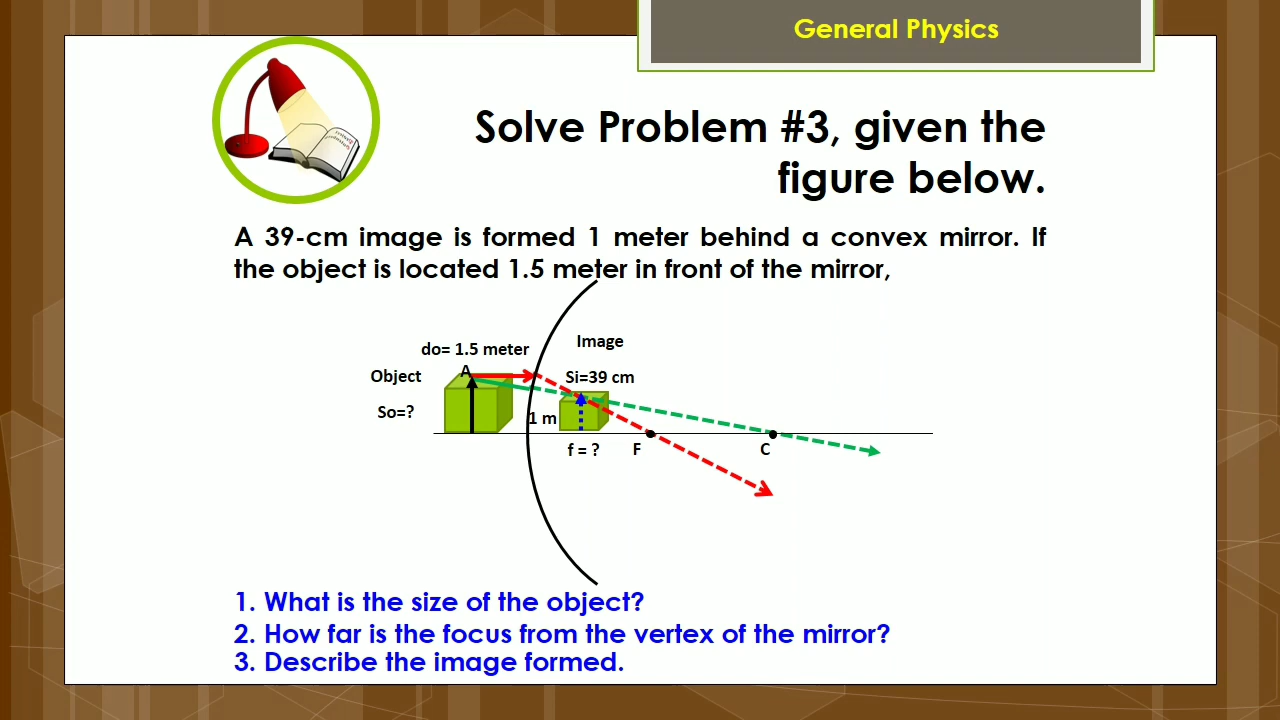 General Physics
Solve Problem #3, given the
figure below.
A 39-cm image is formed 1 meter behind a convex mirror. If
the object is located 1.5 meter in front of the mirror,
do= 1.5 meter
Image
A
Object
Si=39 cm
So=?
1 m
f = ?
F
C
1. What is the size of the object?
2. How far is the focus from the vertex of the mirror?
3. Describe the image formed.